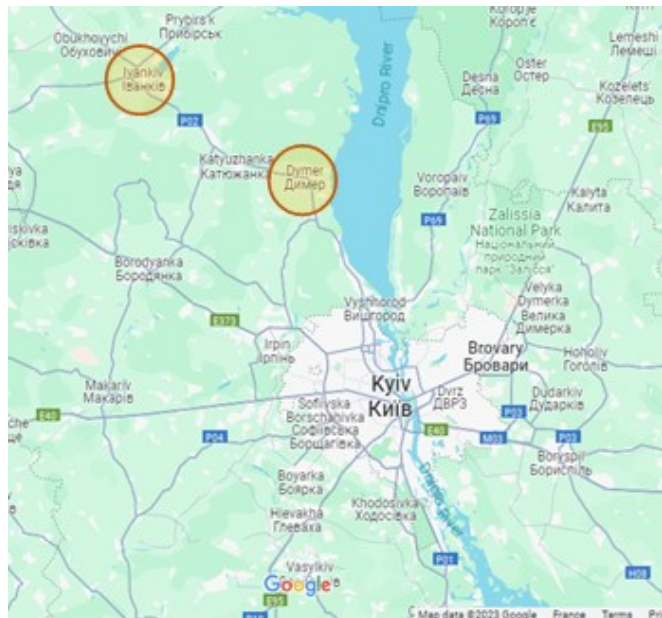 Prybirs'k
Прибірськ
Obukhovychi
Обуховичі
Ivankiv
Іванків
P02
Katyuzhanka
Катюжанка
Dymer
Димер
Dnipro River
Desna
Десна
P69
Короп'є
Oster
Остер
Lemeshi
Лемеші
Kozelets
Козелець
E95
Voropaiv
Воропаїв
P69
Kalyta
Калита
Zalissia
National Park
Національний
природний
парк "Залісся"
Borodyanka
Бородянка
E373
Vyshhorod
Вишгород
Velyka
Dymerka
Велика
Димерка
Irpin
Ірпінь
Brovary
Бровари
Hoholiv
Гоголів
Makariv
Макарів
Kyiv
Київ
Dvrz
ДВРЗ
Dudarkiv
Дударків
E40
Sofiivska
Borschahivka
Софіївська
Борщагівка
P04
E40
P03
M03
P03
Boryspil
Бориспіль
Boyarka
Боярка
Dnipro River
Khodosivka
Ходосівка
Hlevakha
Глеваха
P01
H08
Vasylkiv
Google
E95
Map data ©2023 Google
France
Terms